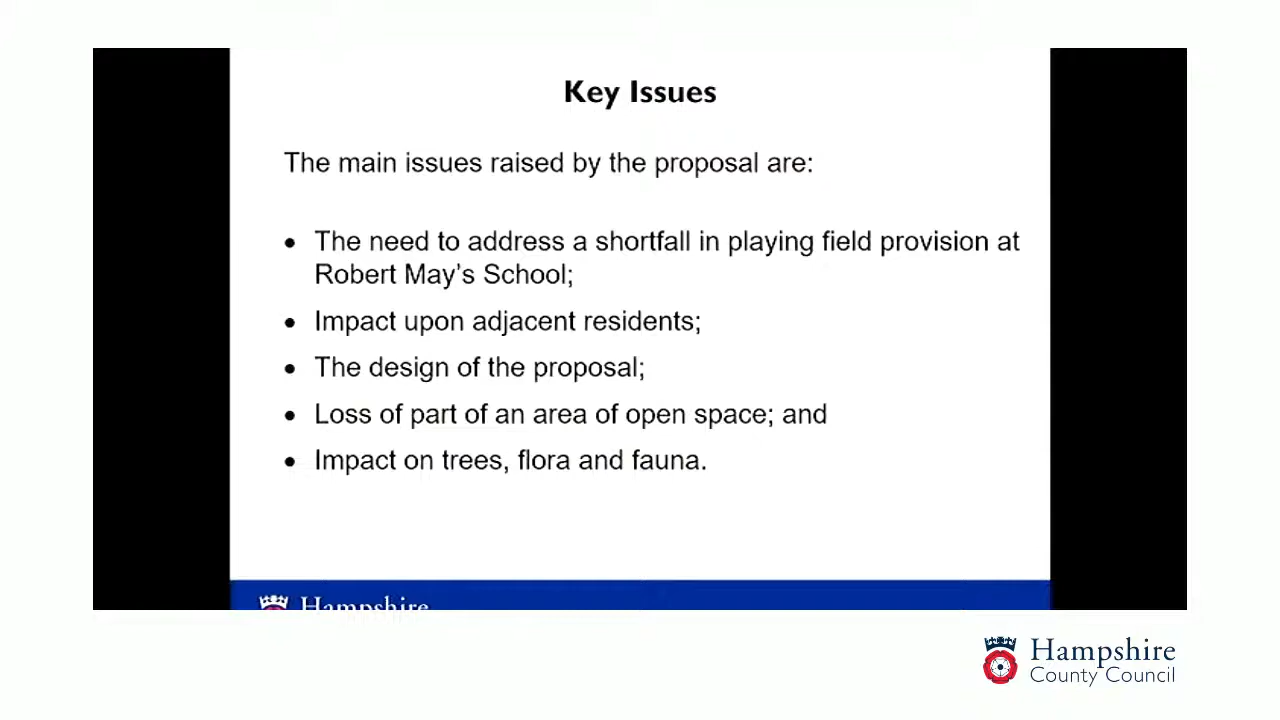 Key Issues
The main issues raised by the proposal are:
• The need to address a shortfall in playing field provision at
Robert May's School;
• Impact upon adjacent residents;
• The design of the proposal;
• Loss of part of an area of open space; and
• Impact on trees, flora and fauna.
Hampshire
Hampshire
County Council